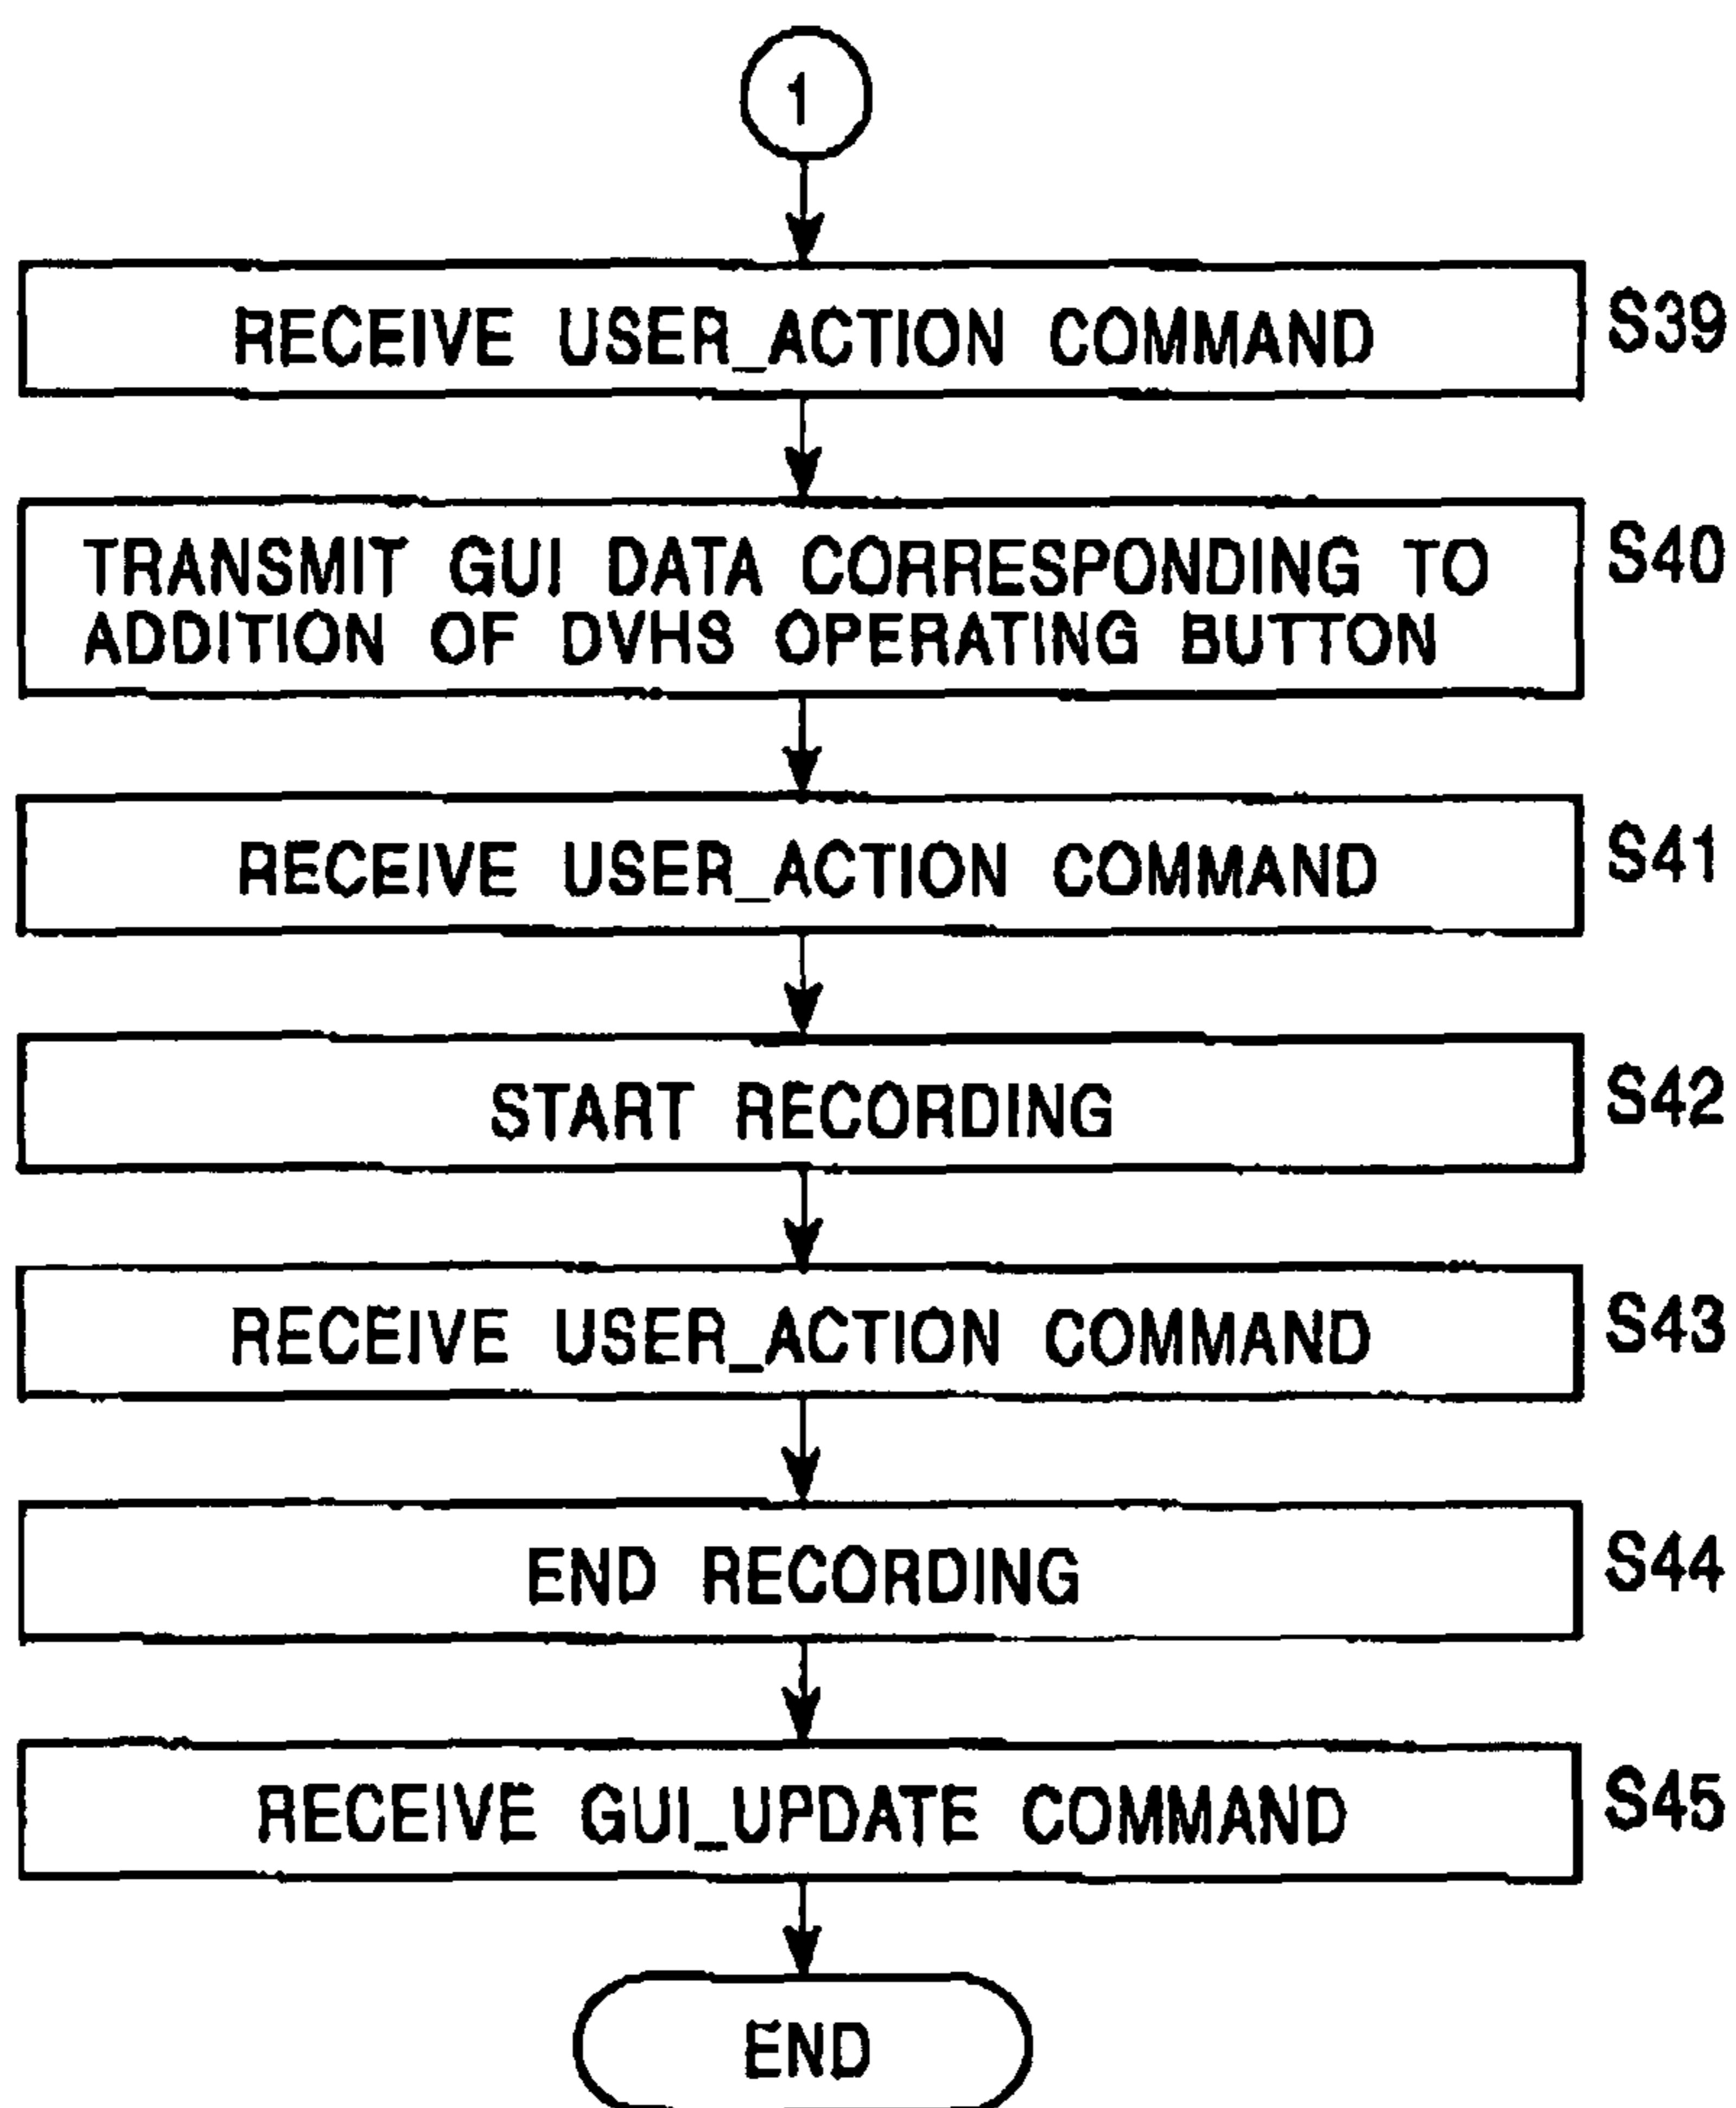 1
RECEIVE USER_ACTION COMMAND
S39
TRANSMIT GUI DATA CORRESPONDING TO
ADDITION OF DVHS OPERATING BUTTON
S40
RECEIVE USER_ACTION COMMAND
S41
START RECORDING
S42
RECEIVE USER_ACTION COMMAND
S43
END RECORDING
S44
RECEIVE GUI_UPDATE COMMAND
S45
END